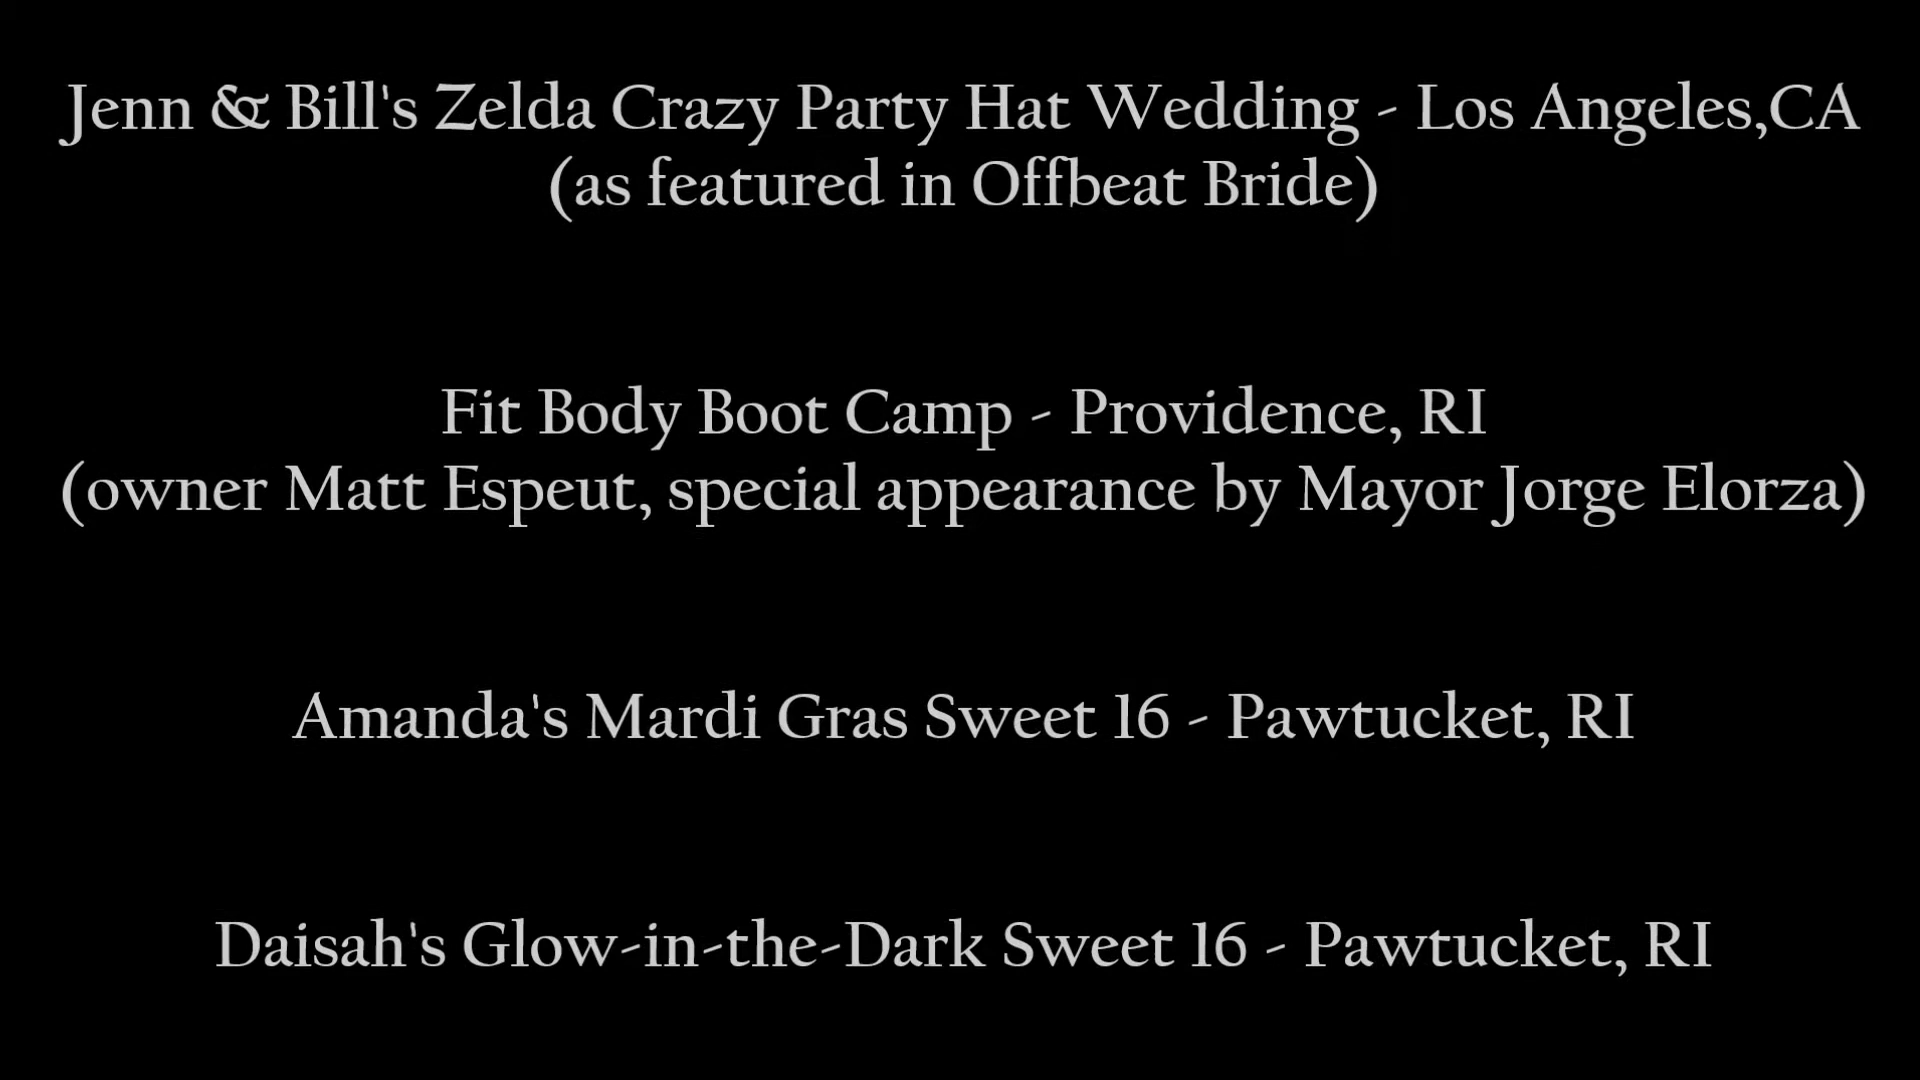 Jenn & Bill's Zelda Crazy Party Hat Wedding - Los Angeles,CA
(as featured in Offbeat Bride)
Fit Body Boot Camp - Providence, RI
(owner Matt Espeut, special appearance by Mayor Jorge Elorza)
Amanda's Mardi Gras Sweet 16 - Pawtucket, RI
Daisah's Glow-in-the-Dark Sweet 16 - Pawtucket, RI